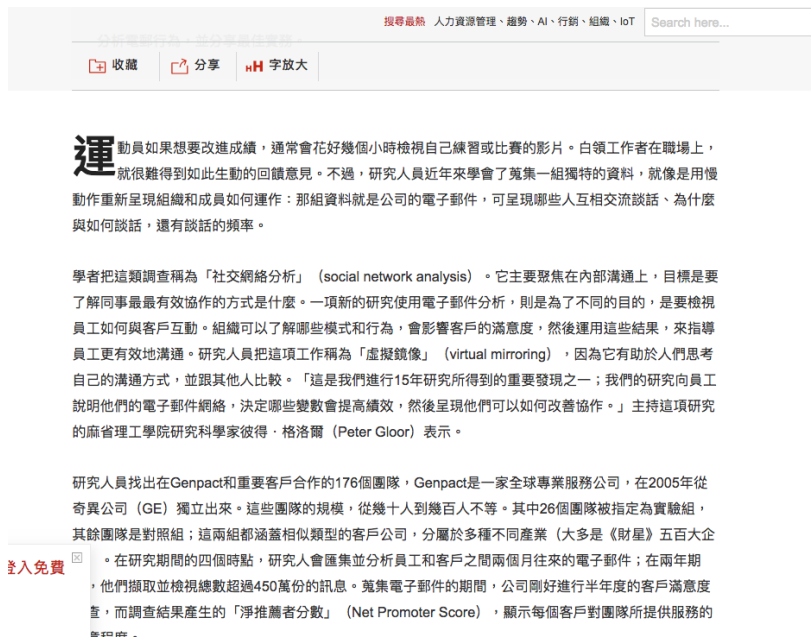 搜尋最熱 人力資源管理、趨勢、AI、行銷、組織、IoT Search here...
分析電郵行為，並分享最佳實務。
收藏 分享 HH 字放大
運動員如果想要改進成績，通常會花好幾個小時檢視自己練習或比賽的影片。白領工作者在職場上，
就很難得到如此生動的回饋意見。不過，研究人員近年來學會了蒐集一組獨特的資料，就像是用慢
動作重新呈現組織和成員如何運作：那組資料就是公司的電子郵件，可呈現哪些人互相交流談話、為什麼
與如何談話，還有談話的頻率。
學者把這類調查稱為「社交網絡分析」（social network analysis）。它主要聚焦在內部溝通上，目標是要
了解同事最最有效協作的方式是什麼。一項新的研究使用電子郵件分析，則是為了不同的目的，是要檢視
員工如何與客戶互動。組織可以了解哪些模式和行為，會影響客戶的滿意度，然後運用這些結果，來指導
員工更有效地溝通。研究人員把這項工作稱為「虛擬鏡像」（virtual mirroring），因為它有助於人們思考
自己的溝通方式，並跟其他人比較。「這是我們進行15年研究所得到的重要發現之一；我們的研究向員工
說明他們的電子郵件網絡，決定哪些變數會提高績效，然後呈現他們可以如何改善協作。」主持這項研究
的麻省理工學院研究科學家彼得．格洛爾（Peter Gloor）表示。
研究人員找出在Genpact和重要客戶合作的176個團隊，Genpact是一家全球專業服務公司，在2005年從
奇異公司（GE）獨立出來。這些團隊的規模，從幾十人到幾百人不等。其中26個團隊被指定為實驗組，
其餘團隊是對照組；這兩組都涵蓋相似類型的客戶公司，分屬於多種不同產業（大多是《財星》五百大企
。在研究期間的四個時點，研究人員會匯集並分析員工和客戶之間兩個月往來的電子郵件；在兩年期
，他們擷取並檢視總數超過450萬份的訊息。蒐集電子郵件的期間，公司剛好進行半年度的客戶滿意度
查，而調查結果產生的「淨推薦者分數」（Net Promoter Score），顯示每個客戶對團隊所提供服務的
意程度。
登入免費